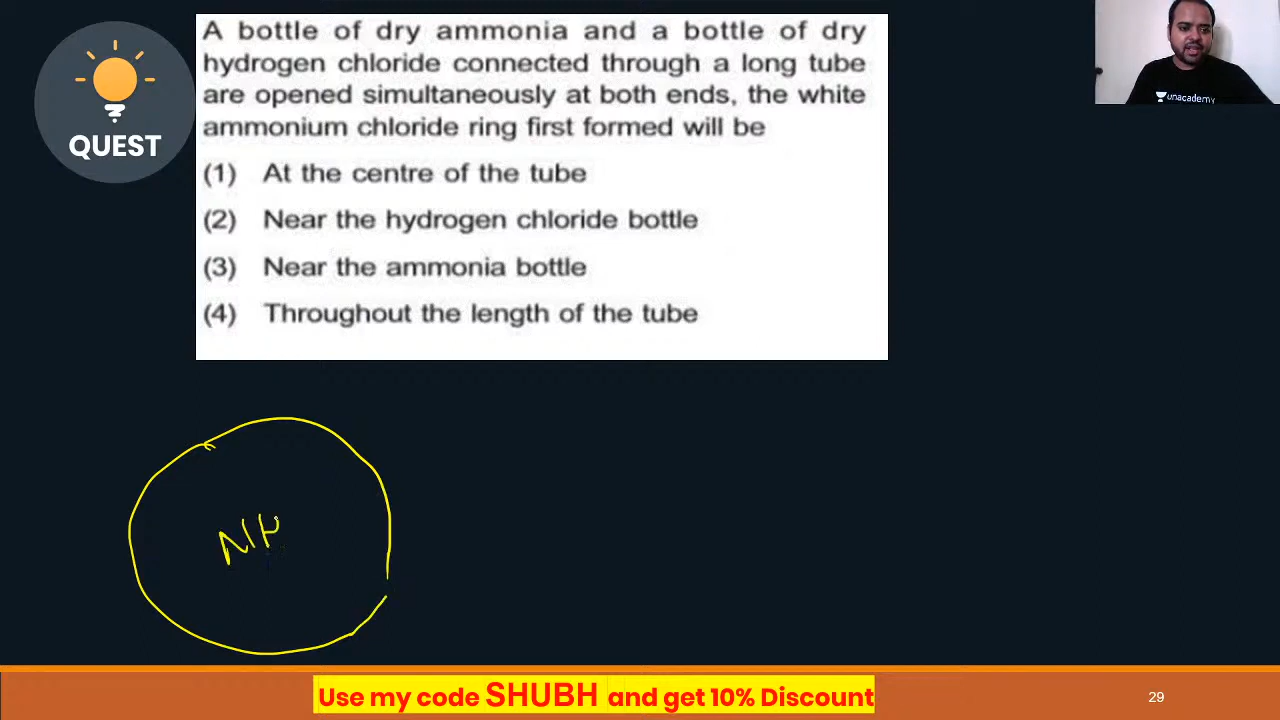 A bottle of dry ammonia and a bottle of dry
hydrogen chloride connected through a long tube
are opened simultaneously at both ends, the white
ammonium chloride ring first formed will be
(1) At the centre of the tube
(2) Near the hydrogen chloride bottle
(3) Near the ammonia bottle
(4) Throughout the length of the tube
QUEST
unacademy
NH
Use my code SHUBH and get 10% Discount
29